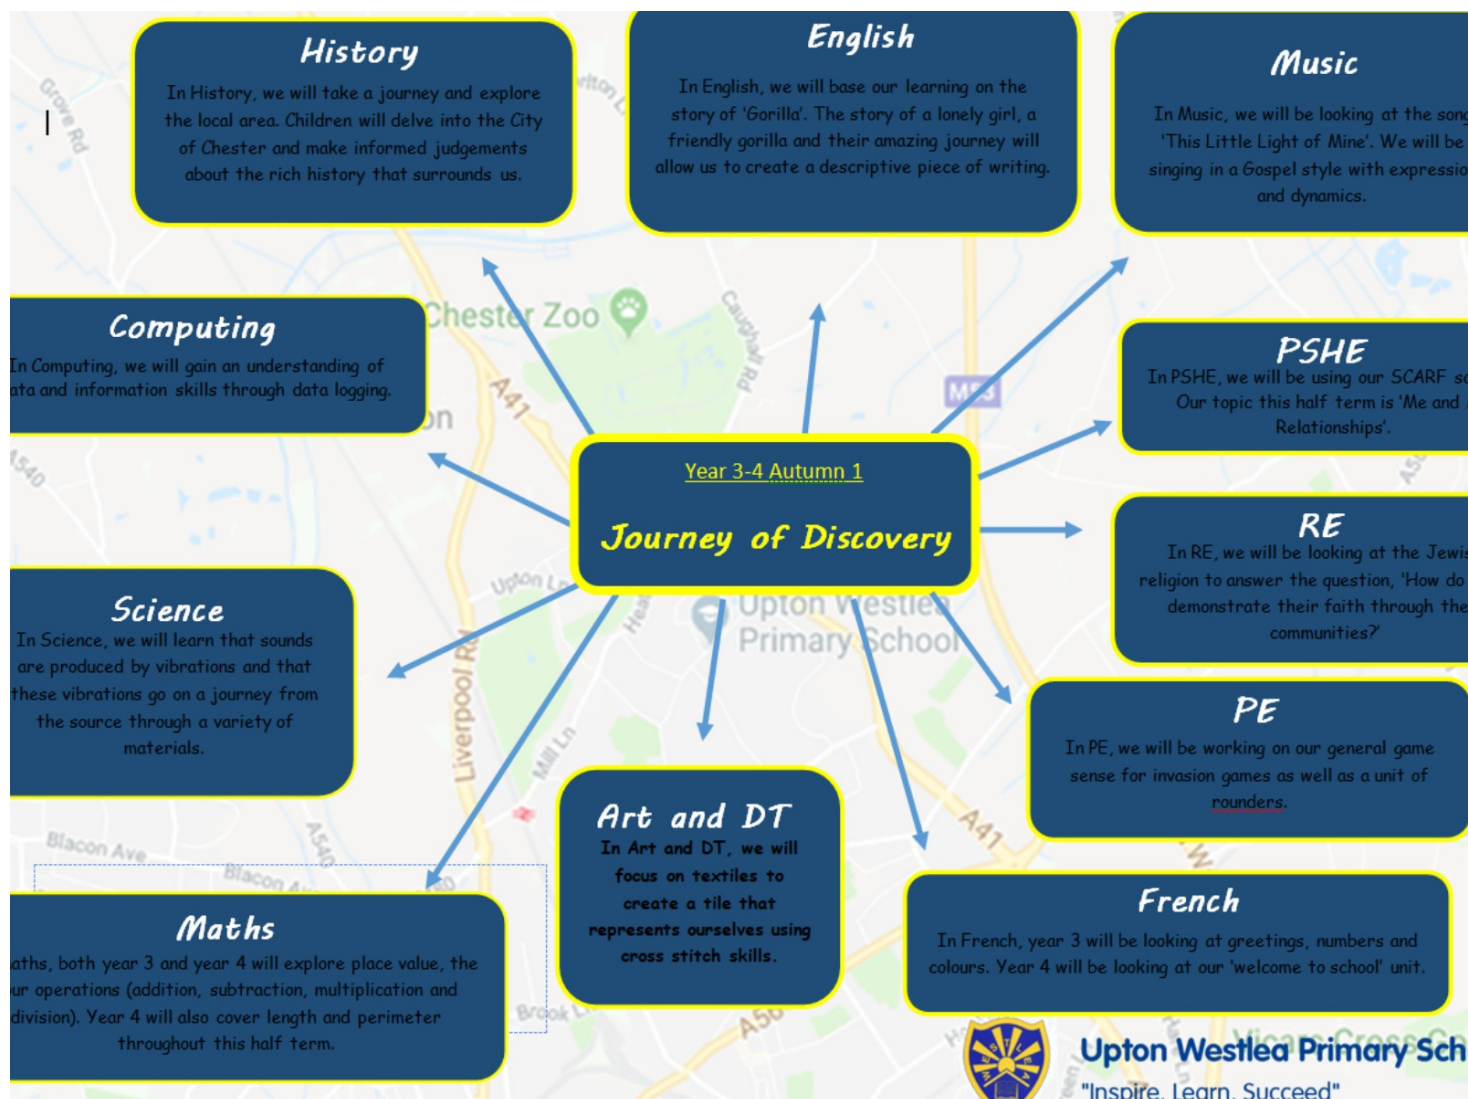 History
In History, we will take a journey and explore
the local area. Children will delve into the City
of Chester and make informed judgements
about the rich history that surrounds us.
English
In English, we will base our learning on the
story of 'Gorilla'. The story of a lonely girl, a
friendly gorilla and their amazing journey will
allow us to create a descriptive piece of writing.
Music
In Music, we will be looking at the song
'This Little Light of Mine'. We will be
singing in a Gospel style with
and dynamics.
Grove Rd
Chester Zoo
Caughall Rd
M53
A41
Computing
In Computing, we will gain an understanding of
and information skills through data logging.
PSHE
In PSHE, we will be using our SCARF
Our topic this half term is 'Me and
Relationships'.
A540
Year 3-4 Autumn 1
Journey of Discovery
RE
In RE, we will be looking at the
religion to answer the question, 'How do
demonstrate their faith through
communities?'
Upton Ln
Upton Westlea
Primary School
Liverpool Rd
Mill Ln
Science
In Science, we will learn that sounds
are produced by vibrations and that
these vibrations go on a journey from
the source through a variety of
materials.
PE
In PE, we will be working on our general game
sense for invasion games as well as a unit of
rounders.
Art and DT
In Art and DT, we will
focus on textiles to
create a tile that
represents ourselves using
cross stitch skills.
A41
A540
Blacon Ave
Blacon
Maths
both year 3 and year 4 will explore place value, the
operations (addition, subtraction, multiplication and
division). Year 4 will also cover length and perimeter
throughout this half term.
French
In French, year 3 will be looking at greetings, numbers and
colours. Year 4 will be looking at our 'welcome to school' unit.
Brook
WESTLEA
Upton Westlea Primary
"Inspire, Learn, Succeed"